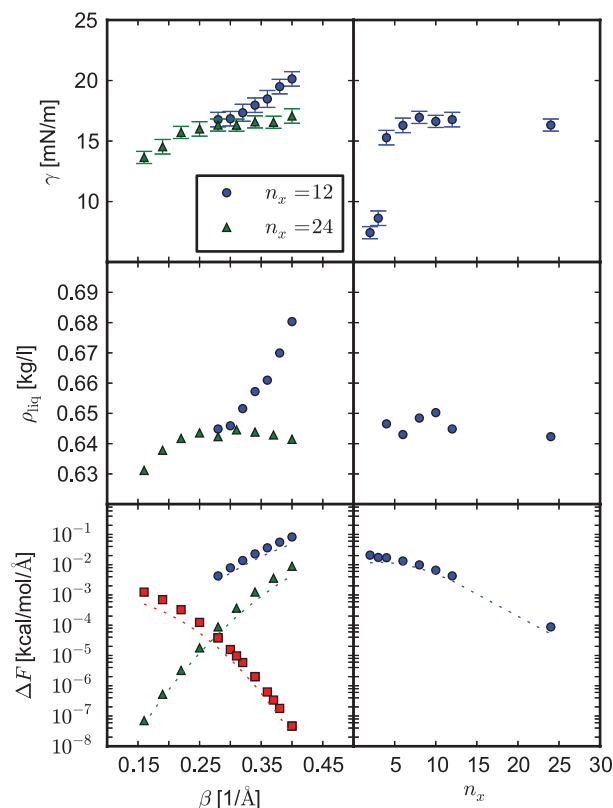 25
20
15
10
γ [mN/m]
n_x = 12
n_x = 24
0.69
0.68
0.67
0.66
0.65
0.64
0.63
ρ_liq [kg/l]
10⁻¹
10⁻²
10⁻³
10⁻⁴
10⁻⁵
10⁻⁶
10⁻⁷
10⁻⁸
ΔF [kcal/mol/Å]
0.15 0.25 0.35 0.45
β [1/Å]
5 10 15 20 25 30
n_x